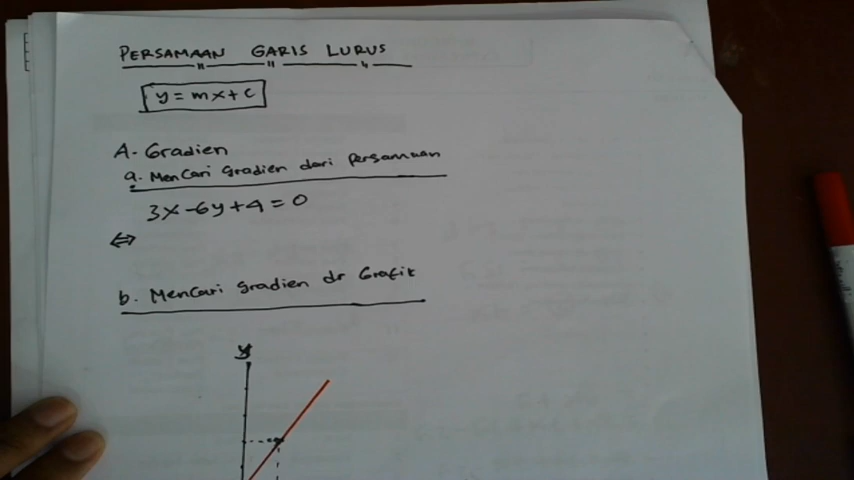 PERSAMAAN GARIS LURUS
y = mx + c
A. Gradien
a. Mencari gradien dari persamaan
3x - 6y + 4 = 0
⇔
b. Mencari gradien dr Grafik
y